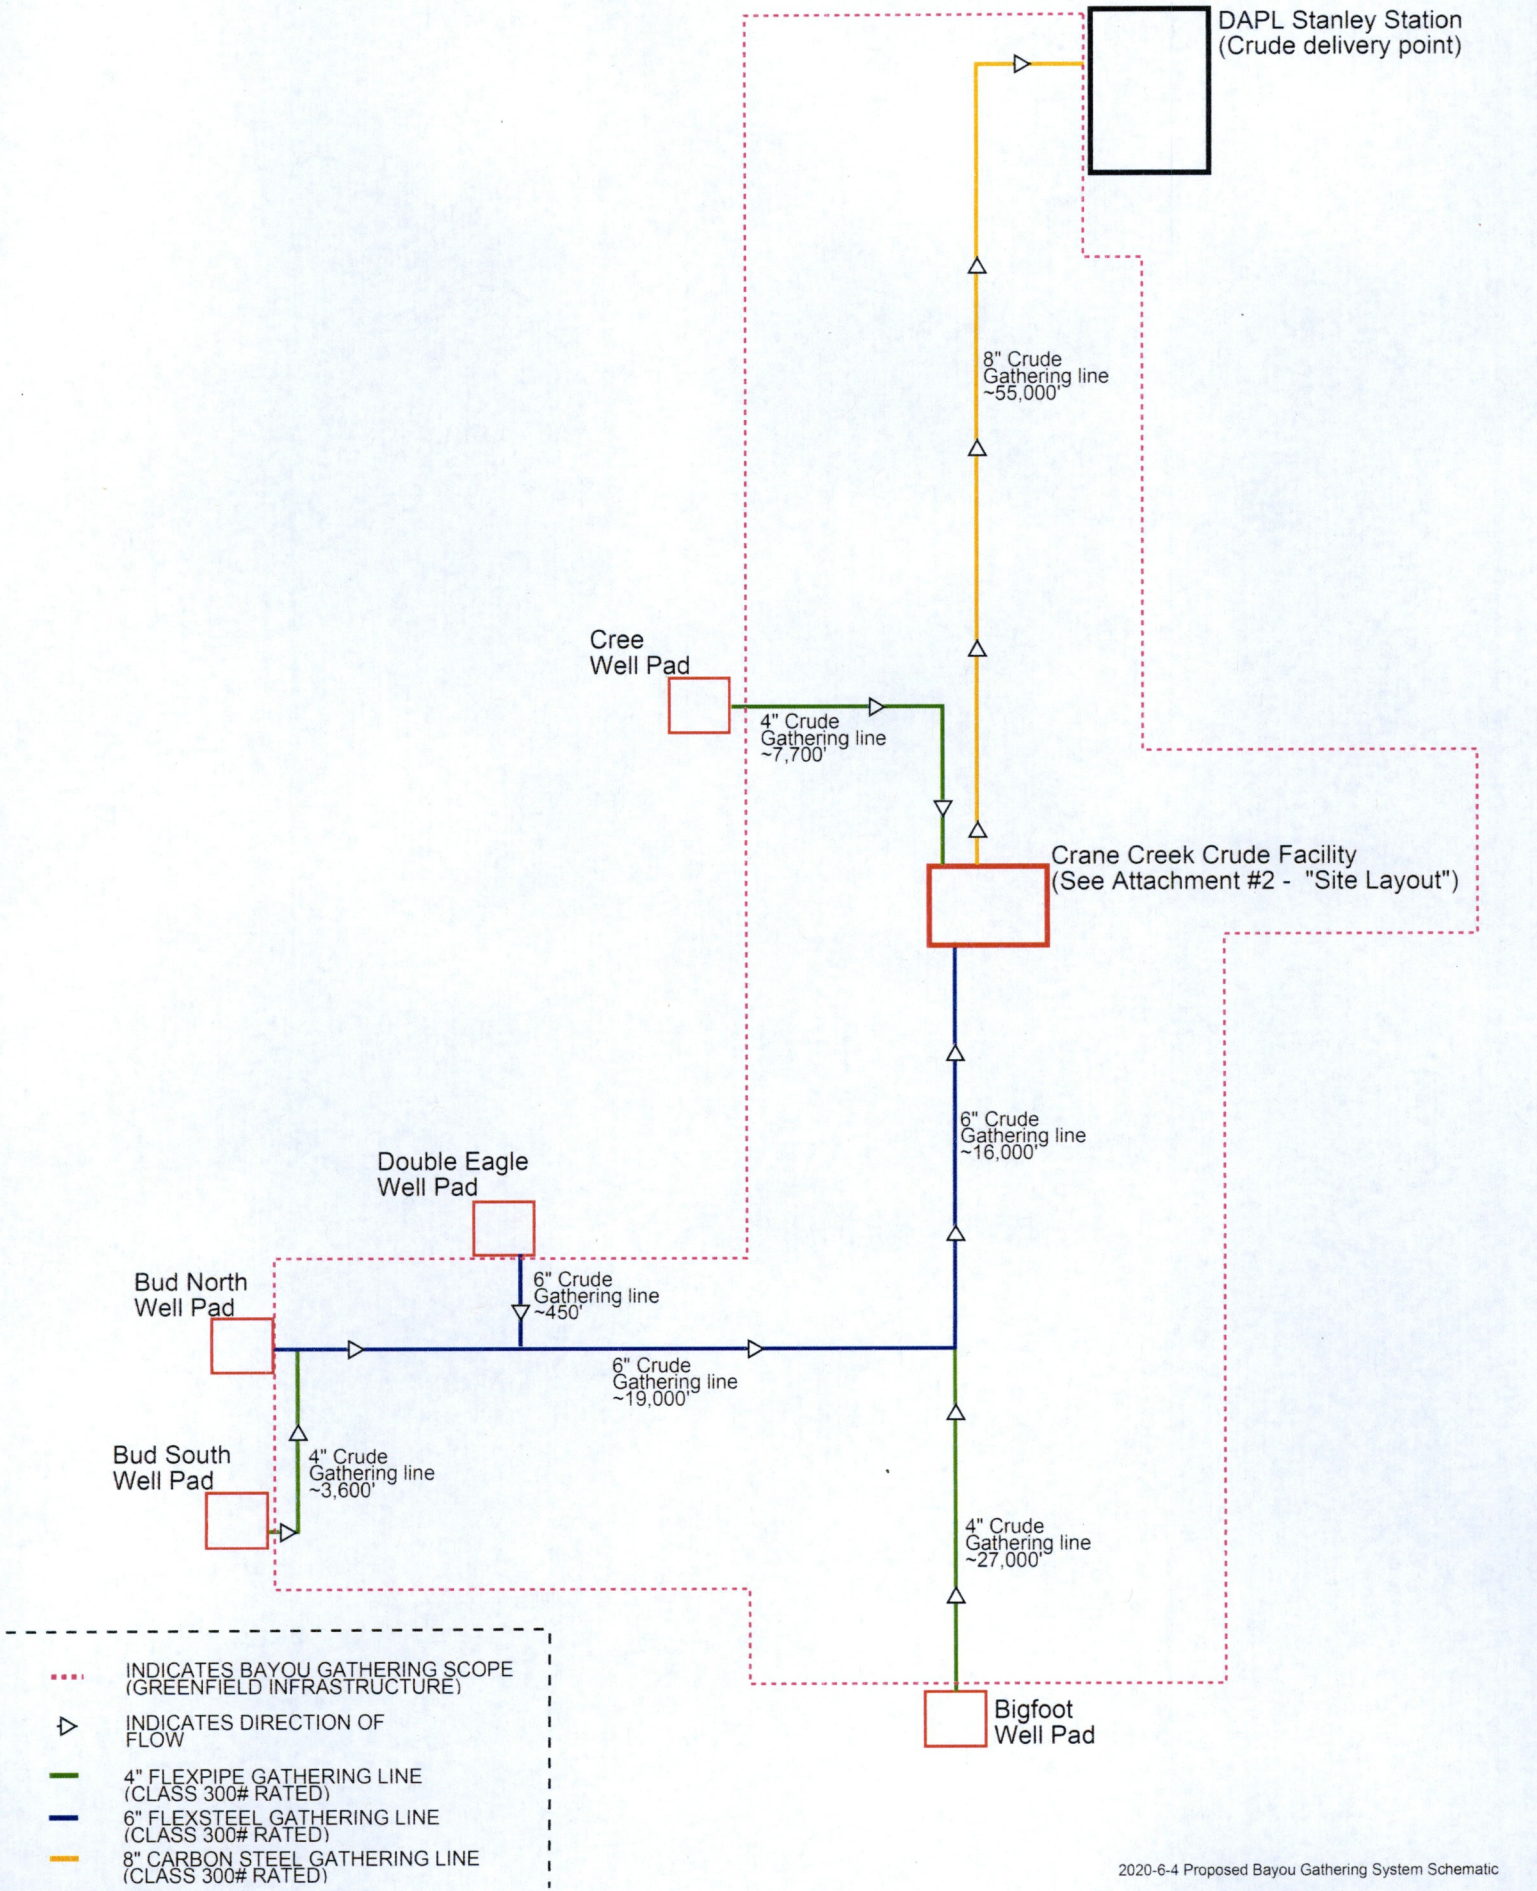 DAPL Stanley Station
(Crude delivery point)
8" Crude
Gathering line
~55,000'
Cree
Well Pad
4" Crude
Gathering line
~7,700'
Crane Creek Crude Facility
(See Attachment #2 - "Site Layout")
6" Crude
Gathering line
~16,000'
Double Eagle
Well Pad
Bud North
Well Pad
6" Crude
Gathering line
~450'
6" Crude
Gathering line
~19,000'
Bud South
Well Pad
4" Crude
Gathering line
~3,600'
4" Crude
Gathering line
~27,000'
Bigfoot
Well Pad
INDICATES BAYOU GATHERING SCOPE
(GREENFIELD INFRASTRUCTURE)
INDICATES DIRECTION OF
FLOW
4" FLEXPIPE GATHERING LINE
(CLASS 300# RATED)
6" FLEXSTEEL GATHERING LINE
(CLASS 300# RATED)
8" CARBON STEEL GATHERING LINE
(CLASS 300# RATED)
2020-6-4 Proposed Bayou Gathering System Schematic